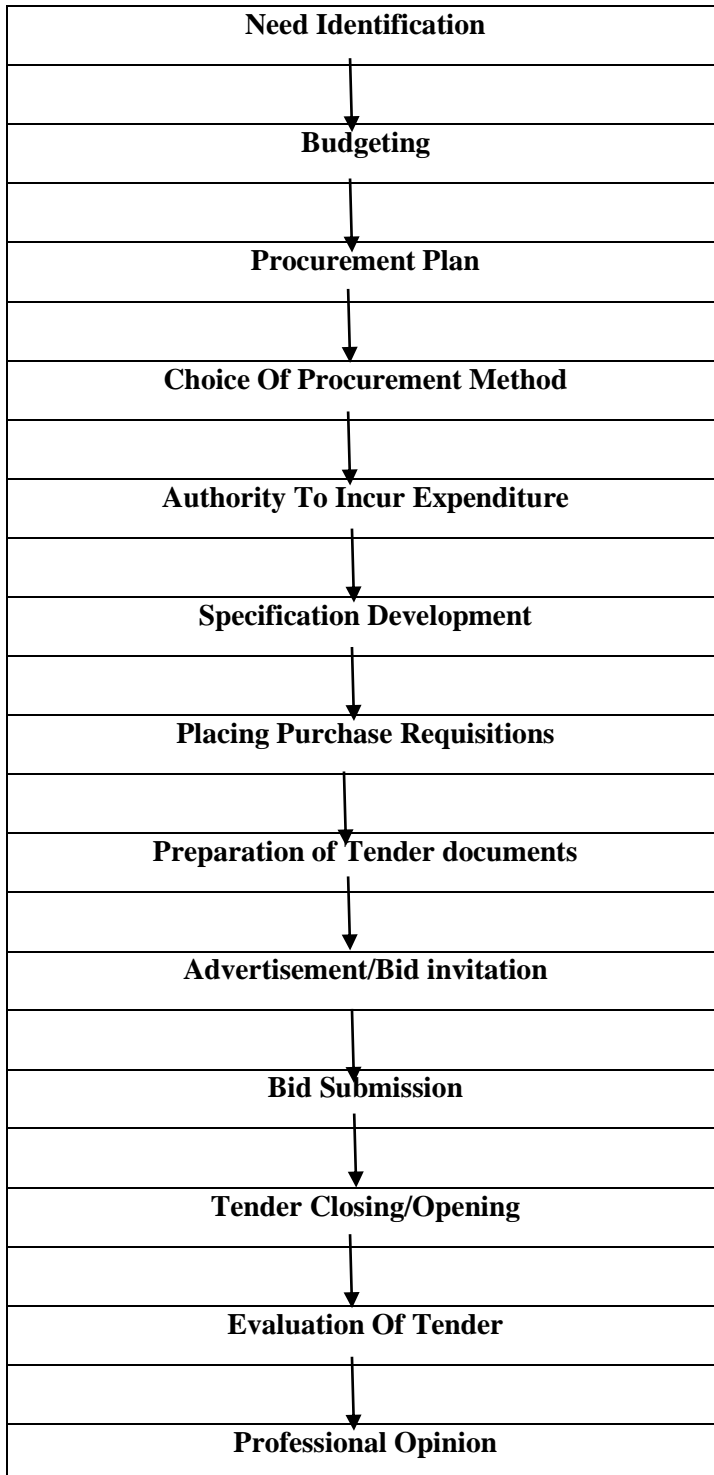 Need Identification
Budgeting
Procurement Plan
Choice Of Procurement Method
Authority To Incur Expenditure
Specification Development
Placing Purchase Requisitions
Preparation of Tender documents
Advertisement/Bid invitation
Bid Submission
Tender Closing/Opening
Evaluation Of Tender
Professional Opinion